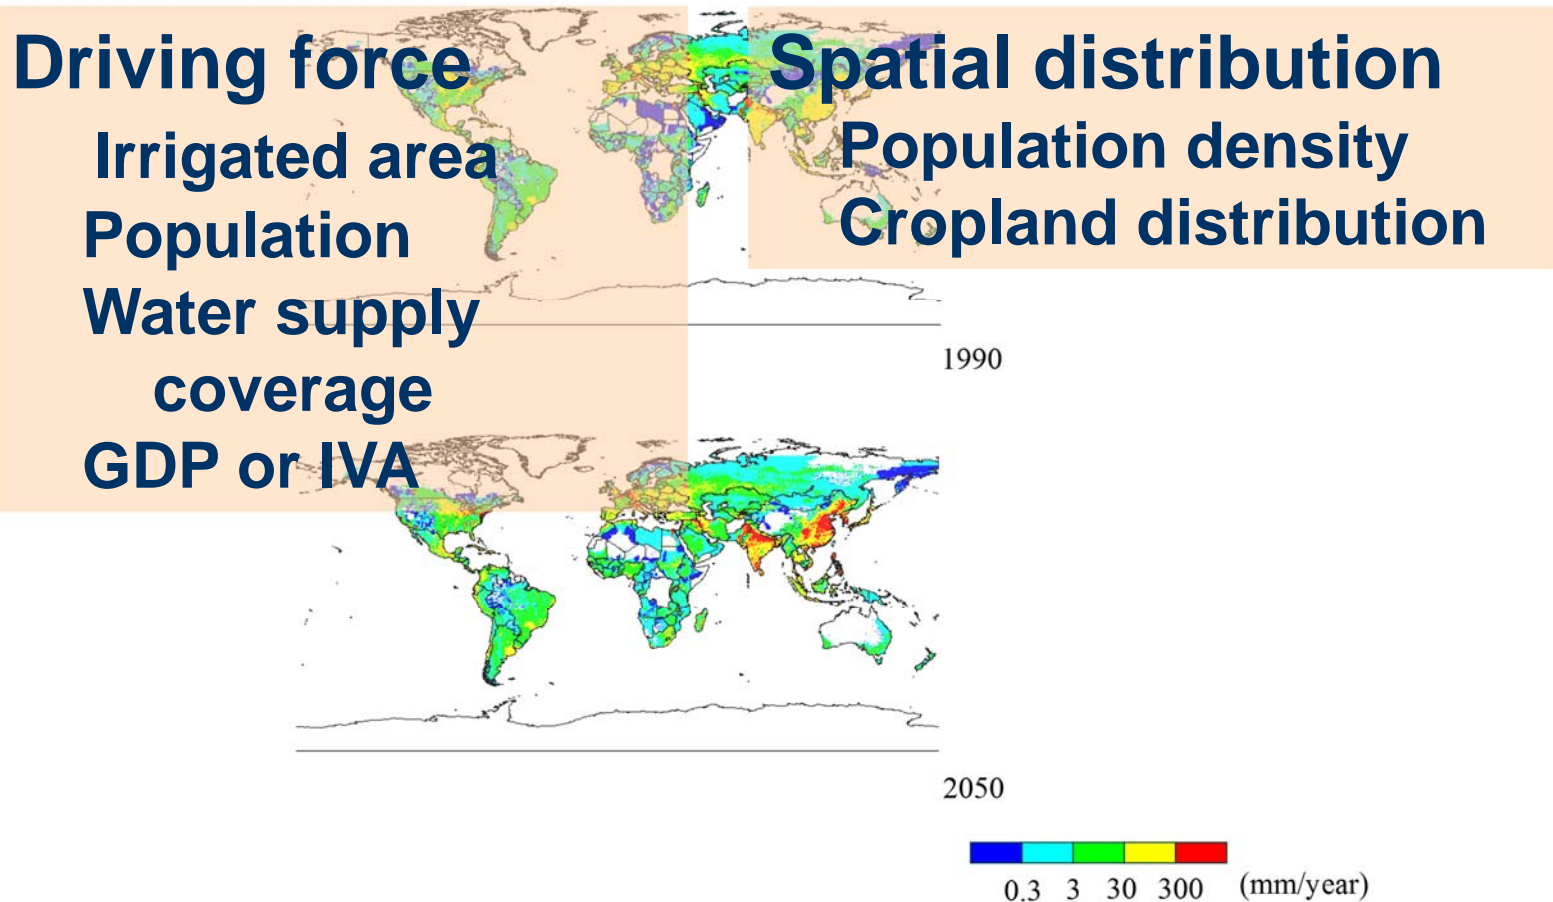 Driving force
Irrigated area
Population
Water supply
coverage
GDP or IVA
Spatial distribution
Population density
Cropland distribution
1990
2050
0.3 3 30 300 (mm/year)